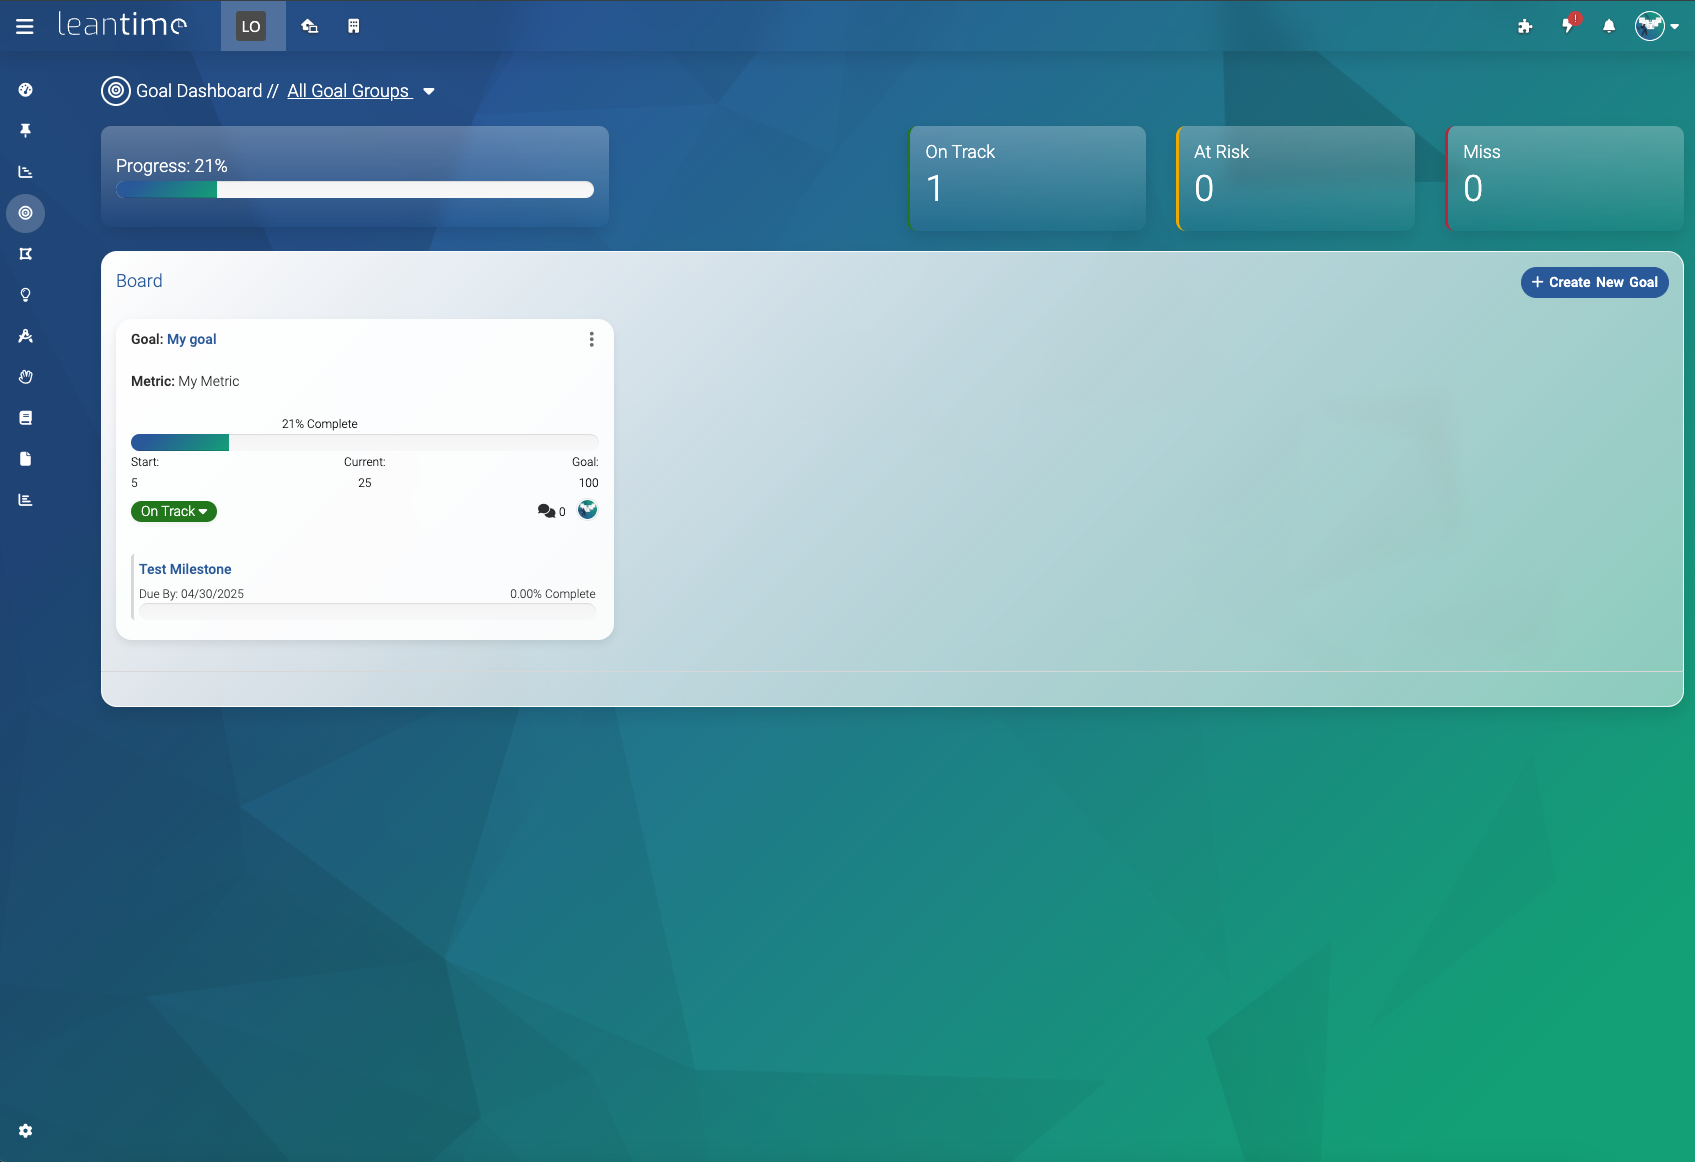 leantime
LO
!
Goal Dashboard // All Goal Groups
Progress: 21%
On Track
1
At Risk
0
Miss
0
Board
+ Create New Goal
Goal: My goal
Metric: My Metric
21% Complete
Start: Current: Goal:
5 25 100
On Track
0
Test Milestone
Due By: 04/30/2025 0.00% Complete